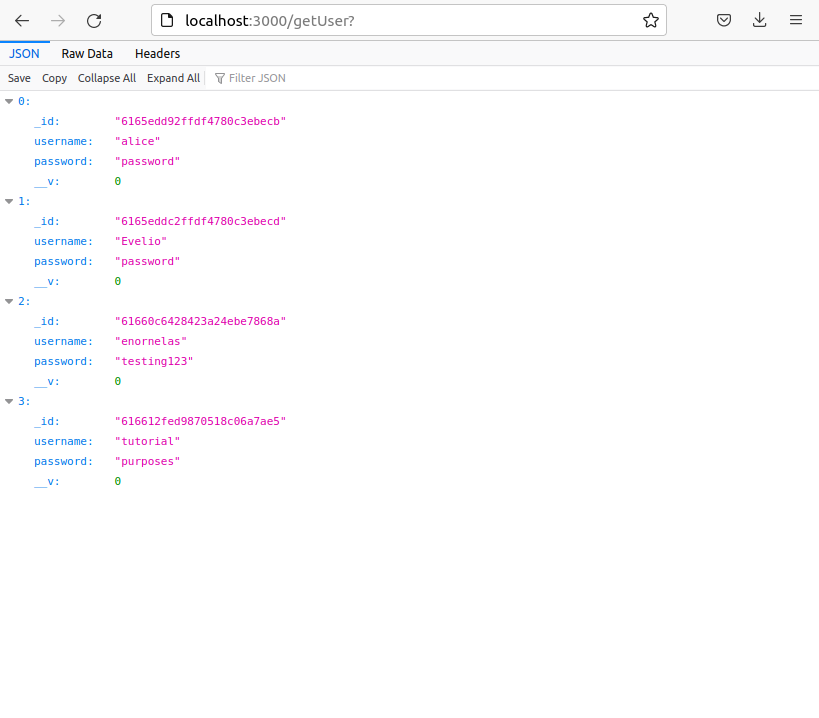 localhost:3000/getUser?
JSON Raw Data Headers
Save Copy Collapse All Expand All Filter JSON
0:
_id: "6165edd92ffdf4780c3ebecb"
username: "alice"
password: "password"
__v: 0
1:
_id: "6165eddc2ffdf4780c3ebecd"
username: "Evelio"
password: "password"
__v: 0
2:
_id: "61660c6428423a24ebe7868a"
username: "enornelas"
password: "testing123"
__v: 0
3:
_id: "616612fed9870518c06a7ae5"
username: "tutorial"
password: "purposes"
__v: 0